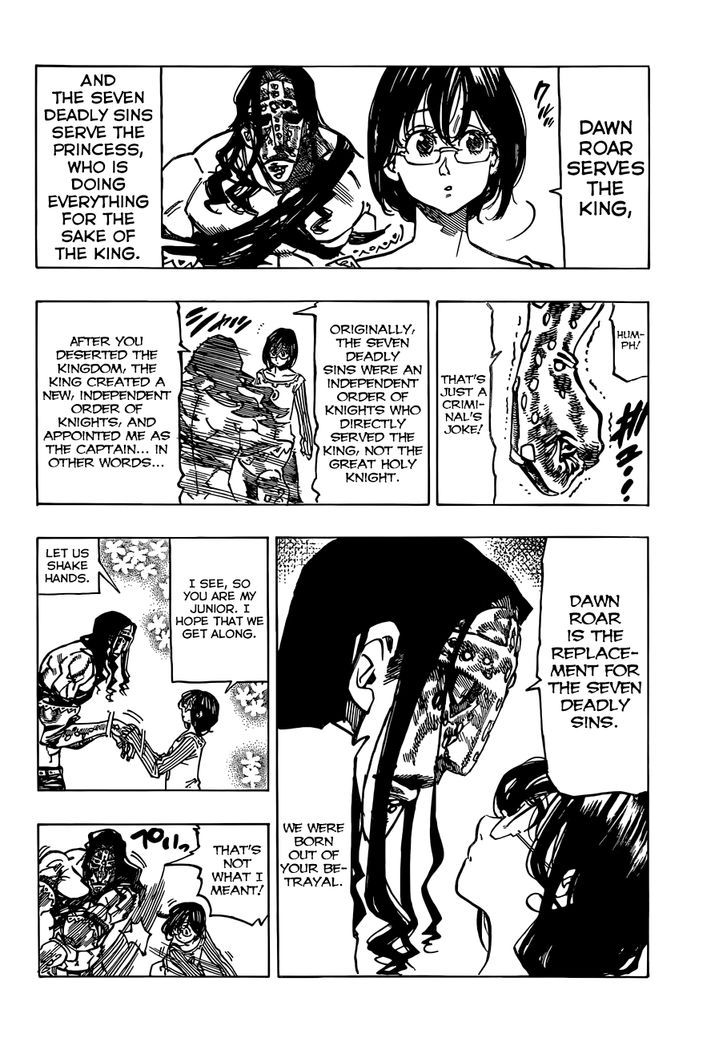 DAWN
ROAR
SERVES
THE
KING,
AND
THE SEVEN
DEADLY SINS
SERVE THE
PRINCESS,
WHO IS
DOING
EVERYTHING
FOR THE
SAKE OF
THE KING.
HUM-
PH!
THAT'S
JUST A
CRIMI-
NAL'S
JOKE!
ORIGINALLY,
THE SEVEN
DEADLY
SINS WERE AN
INDEPENDENT
ORDER OF
KNIGHTS WHO
DIRECTLY
SERVED THE
KING, NOT THE
GREAT HOLY
KNIGHT.
AFTER YOU
DESERTED THE
KINGDOM, THE
KING CREATED A
NEW, INDEPENDENT
ORDER OF
KNIGHTS, AND
APPOINTED ME AS
THE CAPTAIN... IN
OTHER WORDS...
DAWN
ROAR
IS THE
REPLACE-
MENT FOR
THE SEVEN
DEADLY
SINS.
WE WERE
BORN
OUT OF
YOUR BE-
TRAYAL.
I SEE, SO
YOU ARE MY
JUNIOR. I
HOPE THAT WE
GET ALONG.
LET US
SHAKE
HANDS.
THAT'S
NOT
WHAT I
MEANT!